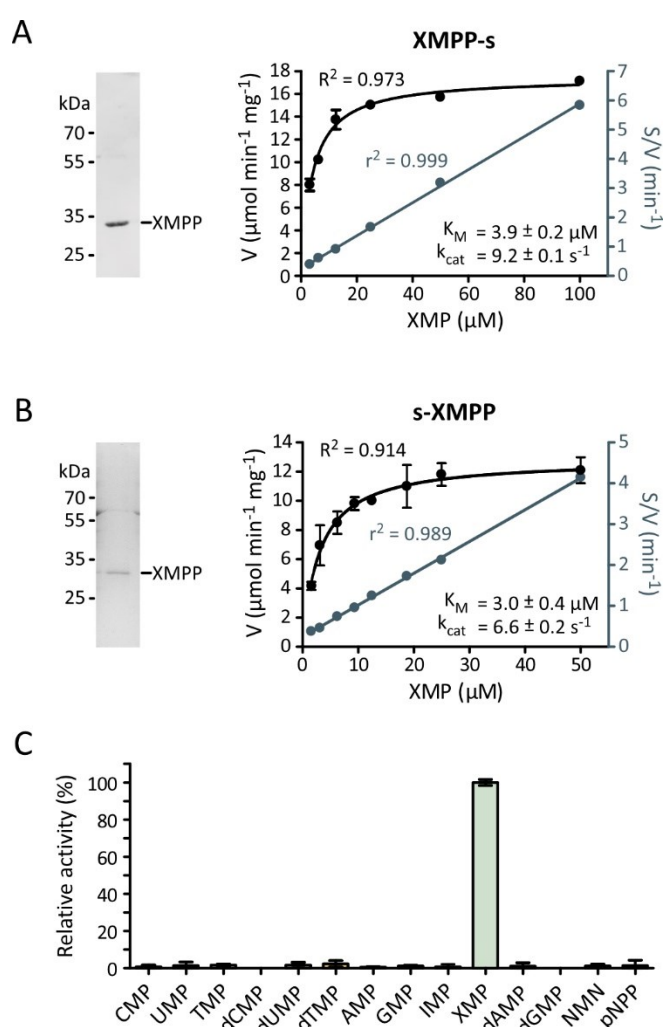 A
XMPP-s
kDa
70
55
35
25
XMPP
V (µmol min⁻¹ mg⁻¹)
18
16
14
12
10
8
6
4
2
0
R² = 0.973
r² = 0.999
K_M = 3.9 ± 0.2 µM
k_cat = 9.2 ± 0.1 s⁻¹
7
6
5
4
3
2
1
0
S/V (min⁻¹)
0 20 40 60 80 100
XMP (µM)
B
s-XMPP
kDa
70
55
35
25
XMPP
V (µmol min⁻¹ mg⁻¹)
14
12
10
8
6
4
2
0
R² = 0.914
r² = 0.989
K_M = 3.0 ± 0.4 µM
k_cat = 6.6 ± 0.2 s⁻¹
5
4
3
2
1
0
S/V (min⁻¹)
0 10 20 30 40 50
XMP (µM)
C
Relative activity (%)
100
80
60
40
20
0
CMP UMP TMP dCMP dUMP dTMP AMP GMP IMP XMP dAMP dGMP NMN pNPP